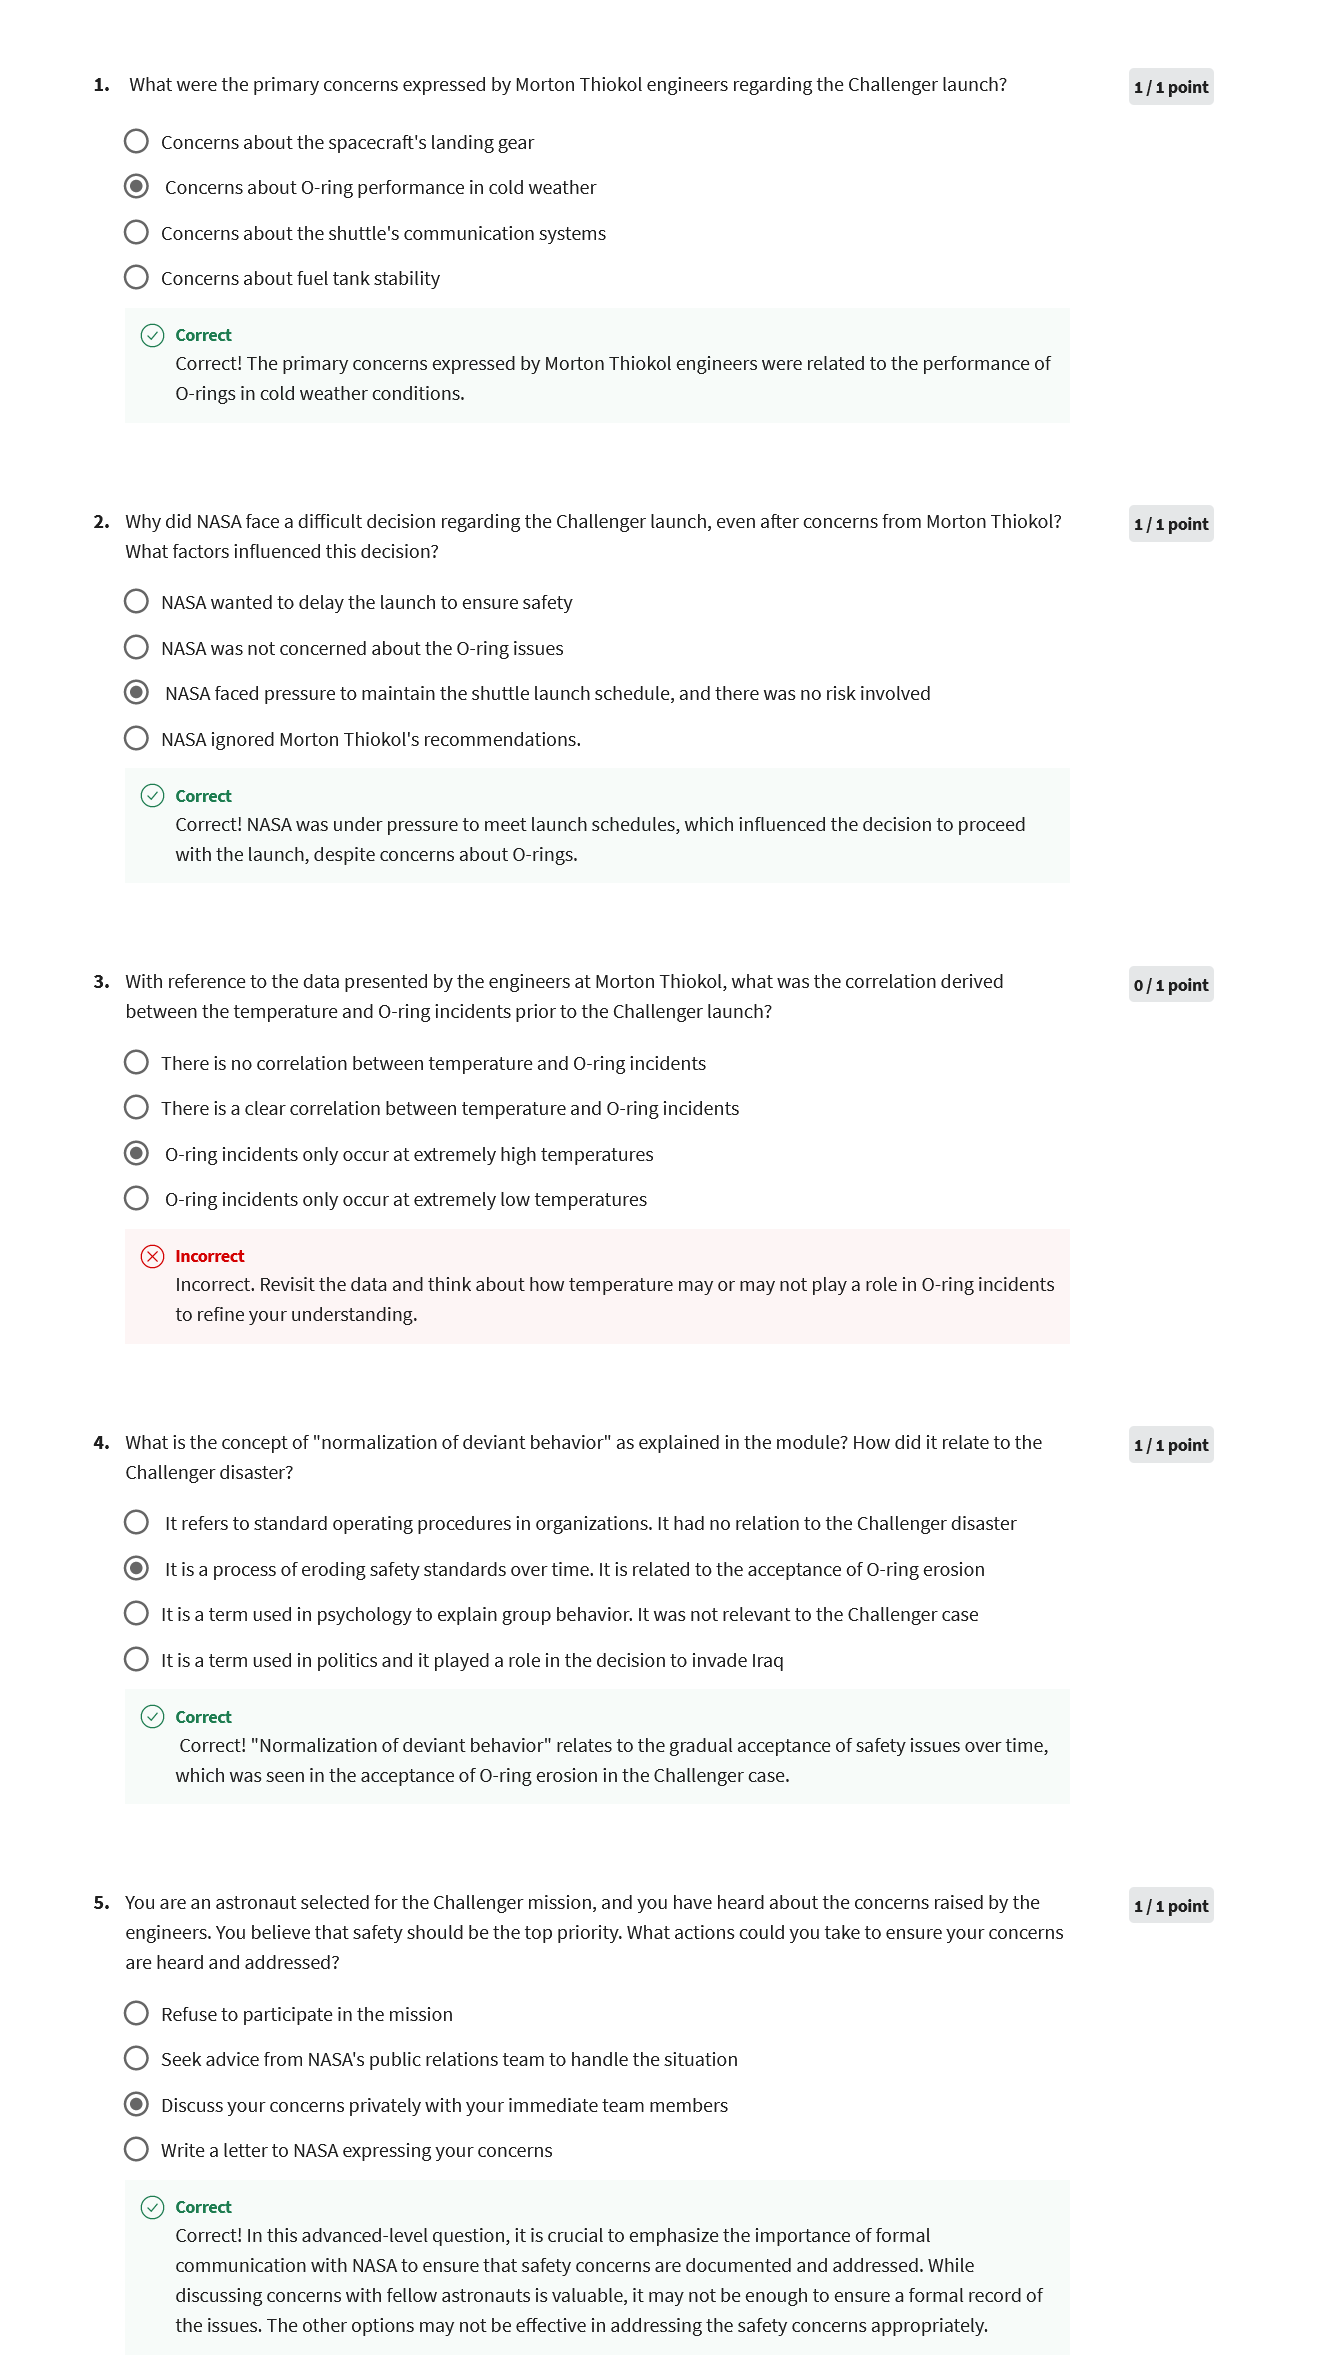 1. What were the primary concerns expressed by Morton Thiokol engineers regarding the Challenger launch?
1 / 1 point
Concerns about the spacecraft's landing gear
Concerns about O-ring performance in cold weather
Concerns about the shuttle's communication systems
Concerns about fuel tank stability
Correct
Correct! The primary concerns expressed by Morton Thiokol engineers were related to the performance of
O-rings in cold weather conditions.
2. Why did NASA face a difficult decision regarding the Challenger launch, even after concerns from Morton Thiokol?
What factors influenced this decision?
1 / 1 point
NASA wanted to delay the launch to ensure safety
NASA was not concerned about the O-ring issues
NASA faced pressure to maintain the shuttle launch schedule, and there was no risk involved
NASA ignored Morton Thiokol's recommendations.
Correct
Correct! NASA was under pressure to meet launch schedules, which influenced the decision to proceed
with the launch, despite concerns about O-rings.
3. With reference to the data presented by the engineers at Morton Thiokol, what was the correlation derived
between the temperature and O-ring incidents prior to the Challenger launch?
0 / 1 point
There is no correlation between temperature and O-ring incidents
There is a clear correlation between temperature and O-ring incidents
O-ring incidents only occur at extremely high temperatures
O-ring incidents only occur at extremely low temperatures
Incorrect
Incorrect. Revisit the data and think about how temperature may or may not play a role in O-ring incidents
to refine your understanding.
4. What is the concept of "normalization of deviant behavior" as explained in the module? How did it relate to the
Challenger disaster?
1 / 1 point
It refers to standard operating procedures in organizations. It had no relation to the Challenger disaster
It is a process of eroding safety standards over time. It is related to the acceptance of O-ring erosion
It is a term used in psychology to explain group behavior. It was not relevant to the Challenger case
It is a term used in politics and it played a role in the decision to invade Iraq
Correct
Correct! "Normalization of deviant behavior" relates to the gradual acceptance of safety issues over time,
which was seen in the acceptance of O-ring erosion in the Challenger case.
5. You are an astronaut selected for the Challenger mission, and you have heard about the concerns raised by the
engineers. You believe that safety should be the top priority. What actions could you take to ensure your concerns
are heard and addressed?
1 / 1 point
Refuse to participate in the mission
Seek advice from NASA's public relations team to handle the situation
Discuss your concerns privately with your immediate team members
Write a letter to NASA expressing your concerns
Correct
Correct! In this advanced-level question, it is crucial to emphasize the importance of formal
communication with NASA to ensure that safety concerns are documented and addressed. While
discussing concerns with fellow astronauts is valuable, it may not be enough to ensure a formal record of
the issues. The other options may not be effective in addressing the safety concerns appropriately.